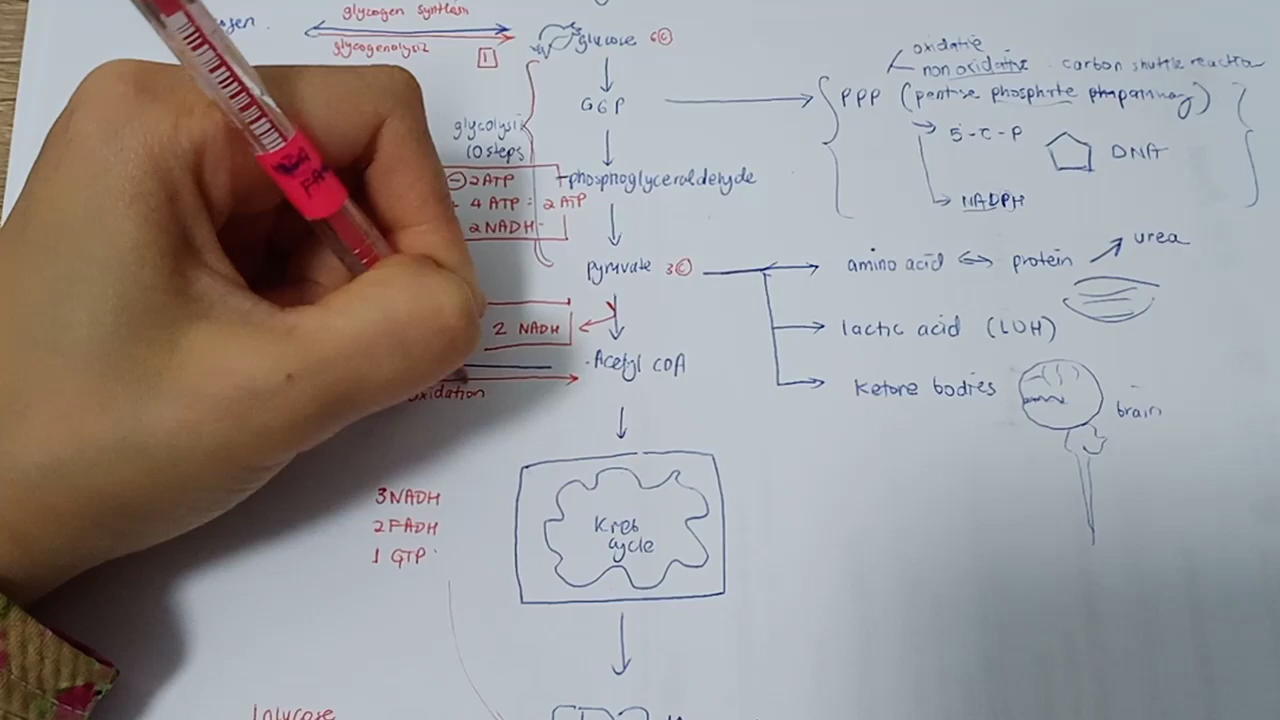 glycogen synthesis
glycogenolysis
1
glucose 6C
G6P
glycolysis
10 steps
2ATP
4 ATP = 2 ATP
2NADH
phosphoglyceraldehyde
pyruvate 3C
2 NADH
Acetyl COA
oxidation
3NADH
2FADH
1 GTP
Kreb
cycle
oxidative
non oxidative . carbon shuttle reaction
PPP (pentose phosphate
5-C-P
DNA
NADPH
amino acid protein
urea
lactic acid (LDH)
Ketone bodies
brain